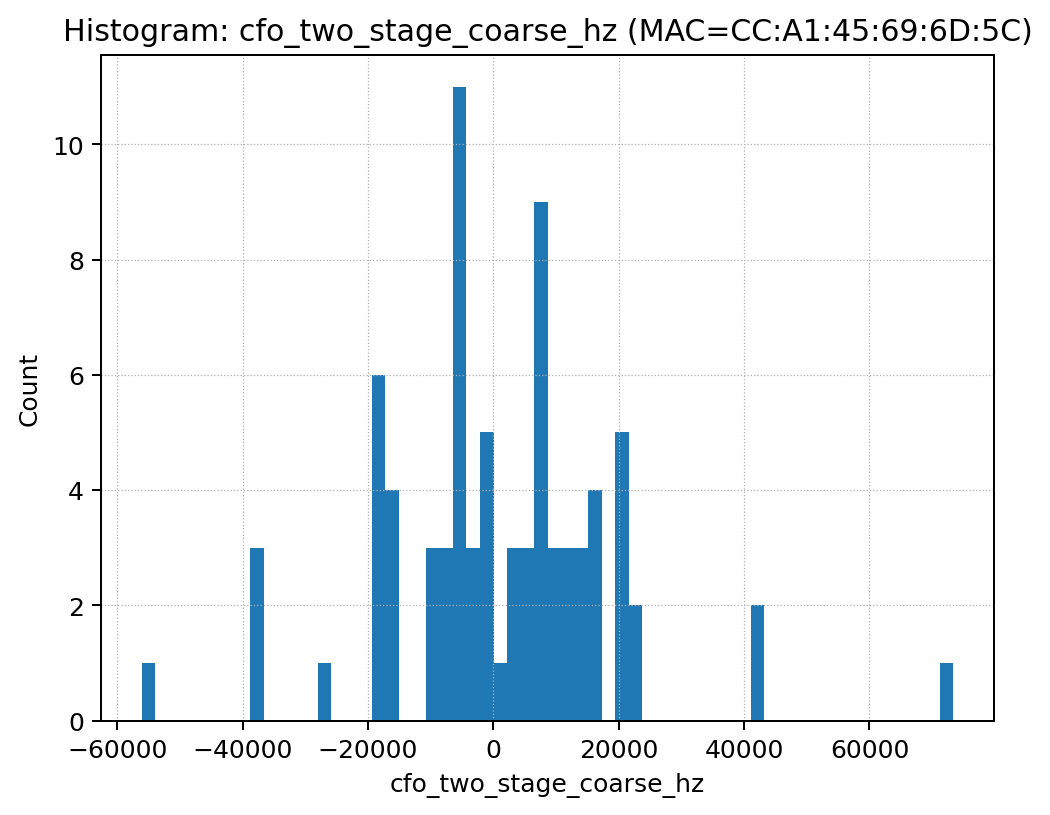 Histogram: cfo_two_stage_coarse_hz (MAC=CC:A1:45:69:6D:5C)
10
8
6
4
2
0
Count
−60000 −40000 −20000 0 20000 40000 60000
cfo_two_stage_coarse_hz